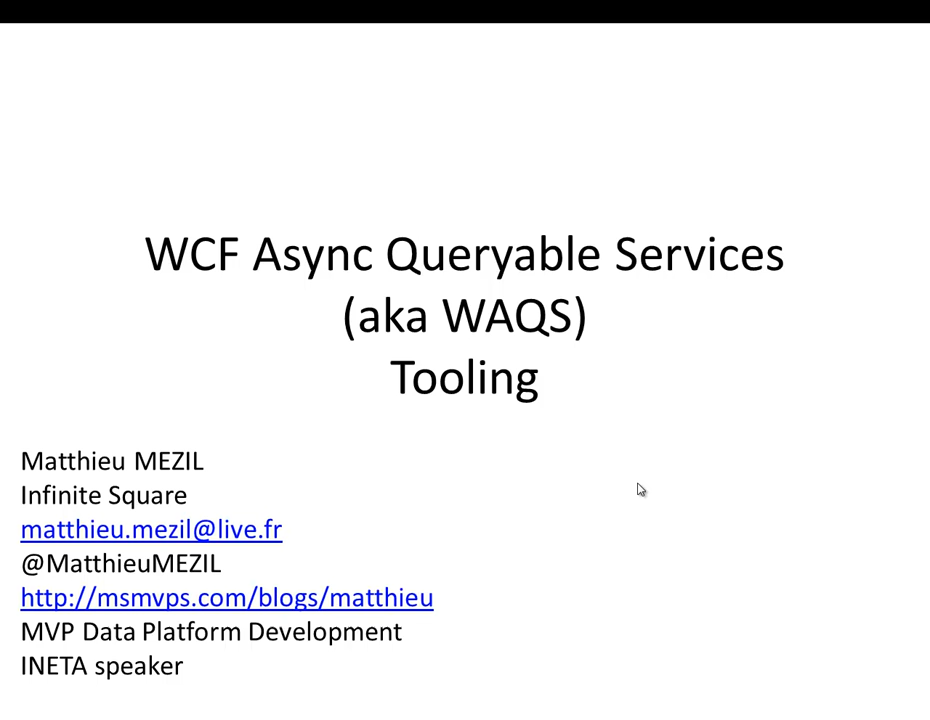 WCF Async Queryable Services
(aka WAQS)
Tooling
Matthieu MEZIL
Infinite Square
matthieu.mezil@live.fr
@MatthieuMEZIL
http://msmvps.com/blogs/matthieu
MVP Data Platform Development
INETA speaker